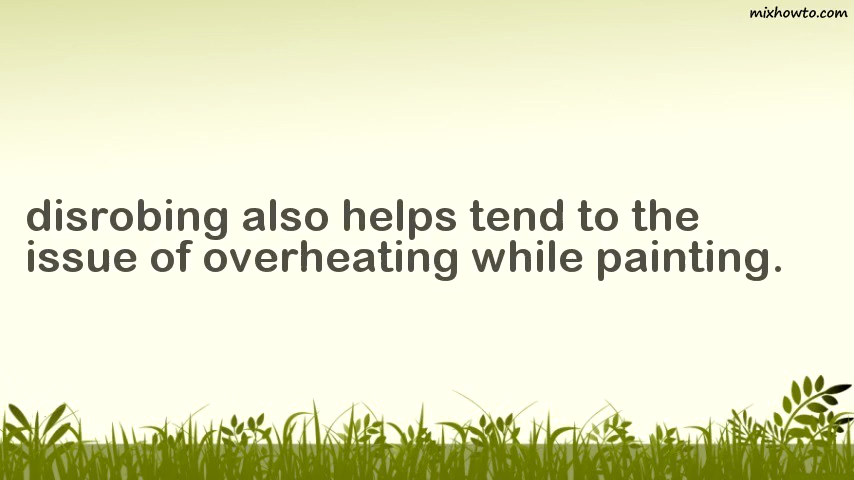 mixhowto.com
disrobing also helps tend to the
issue of overheating while painting.